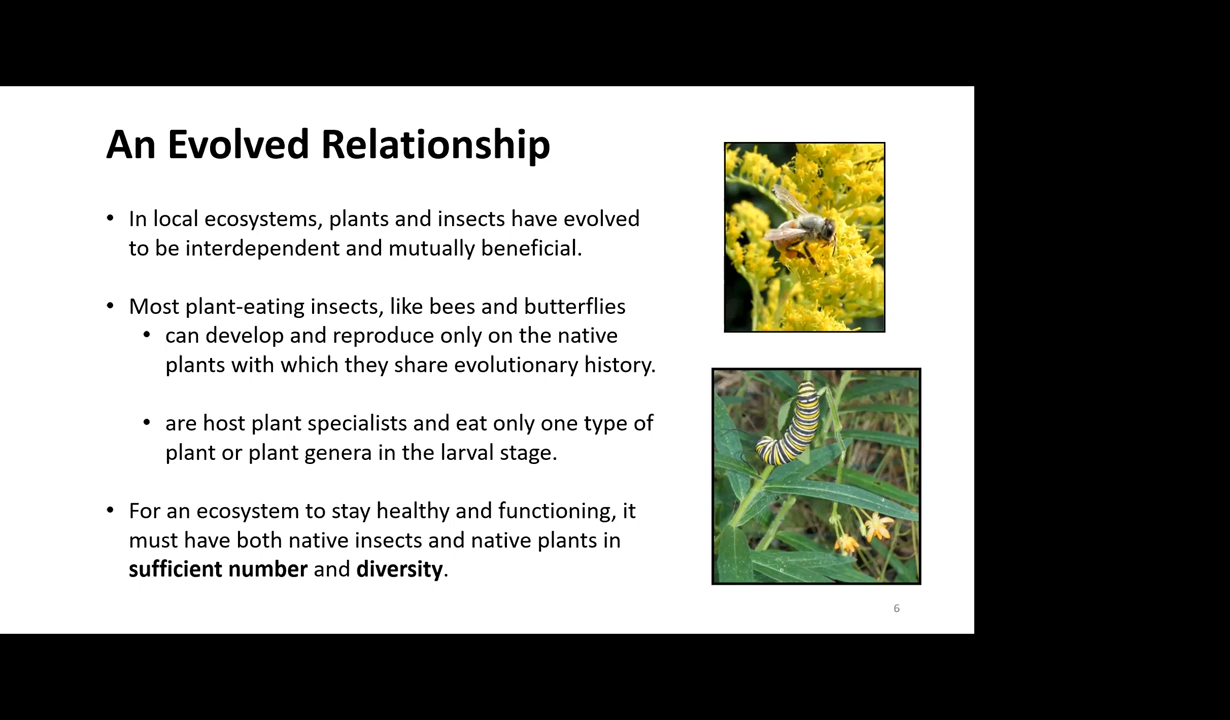 An Evolved Relationship
• In local ecosystems, plants and insects have evolved
to be interdependent and mutually beneficial.
• Most plant-eating insects, like bees and butterflies
• can develop and reproduce only on the native
plants with which they share evolutionary history.
• are host plant specialists and eat only one type of
plant or plant genera in the larval stage.
• For an ecosystem to stay healthy and functioning, it
must have both native insects and native plants in
sufficient number and diversity.
6